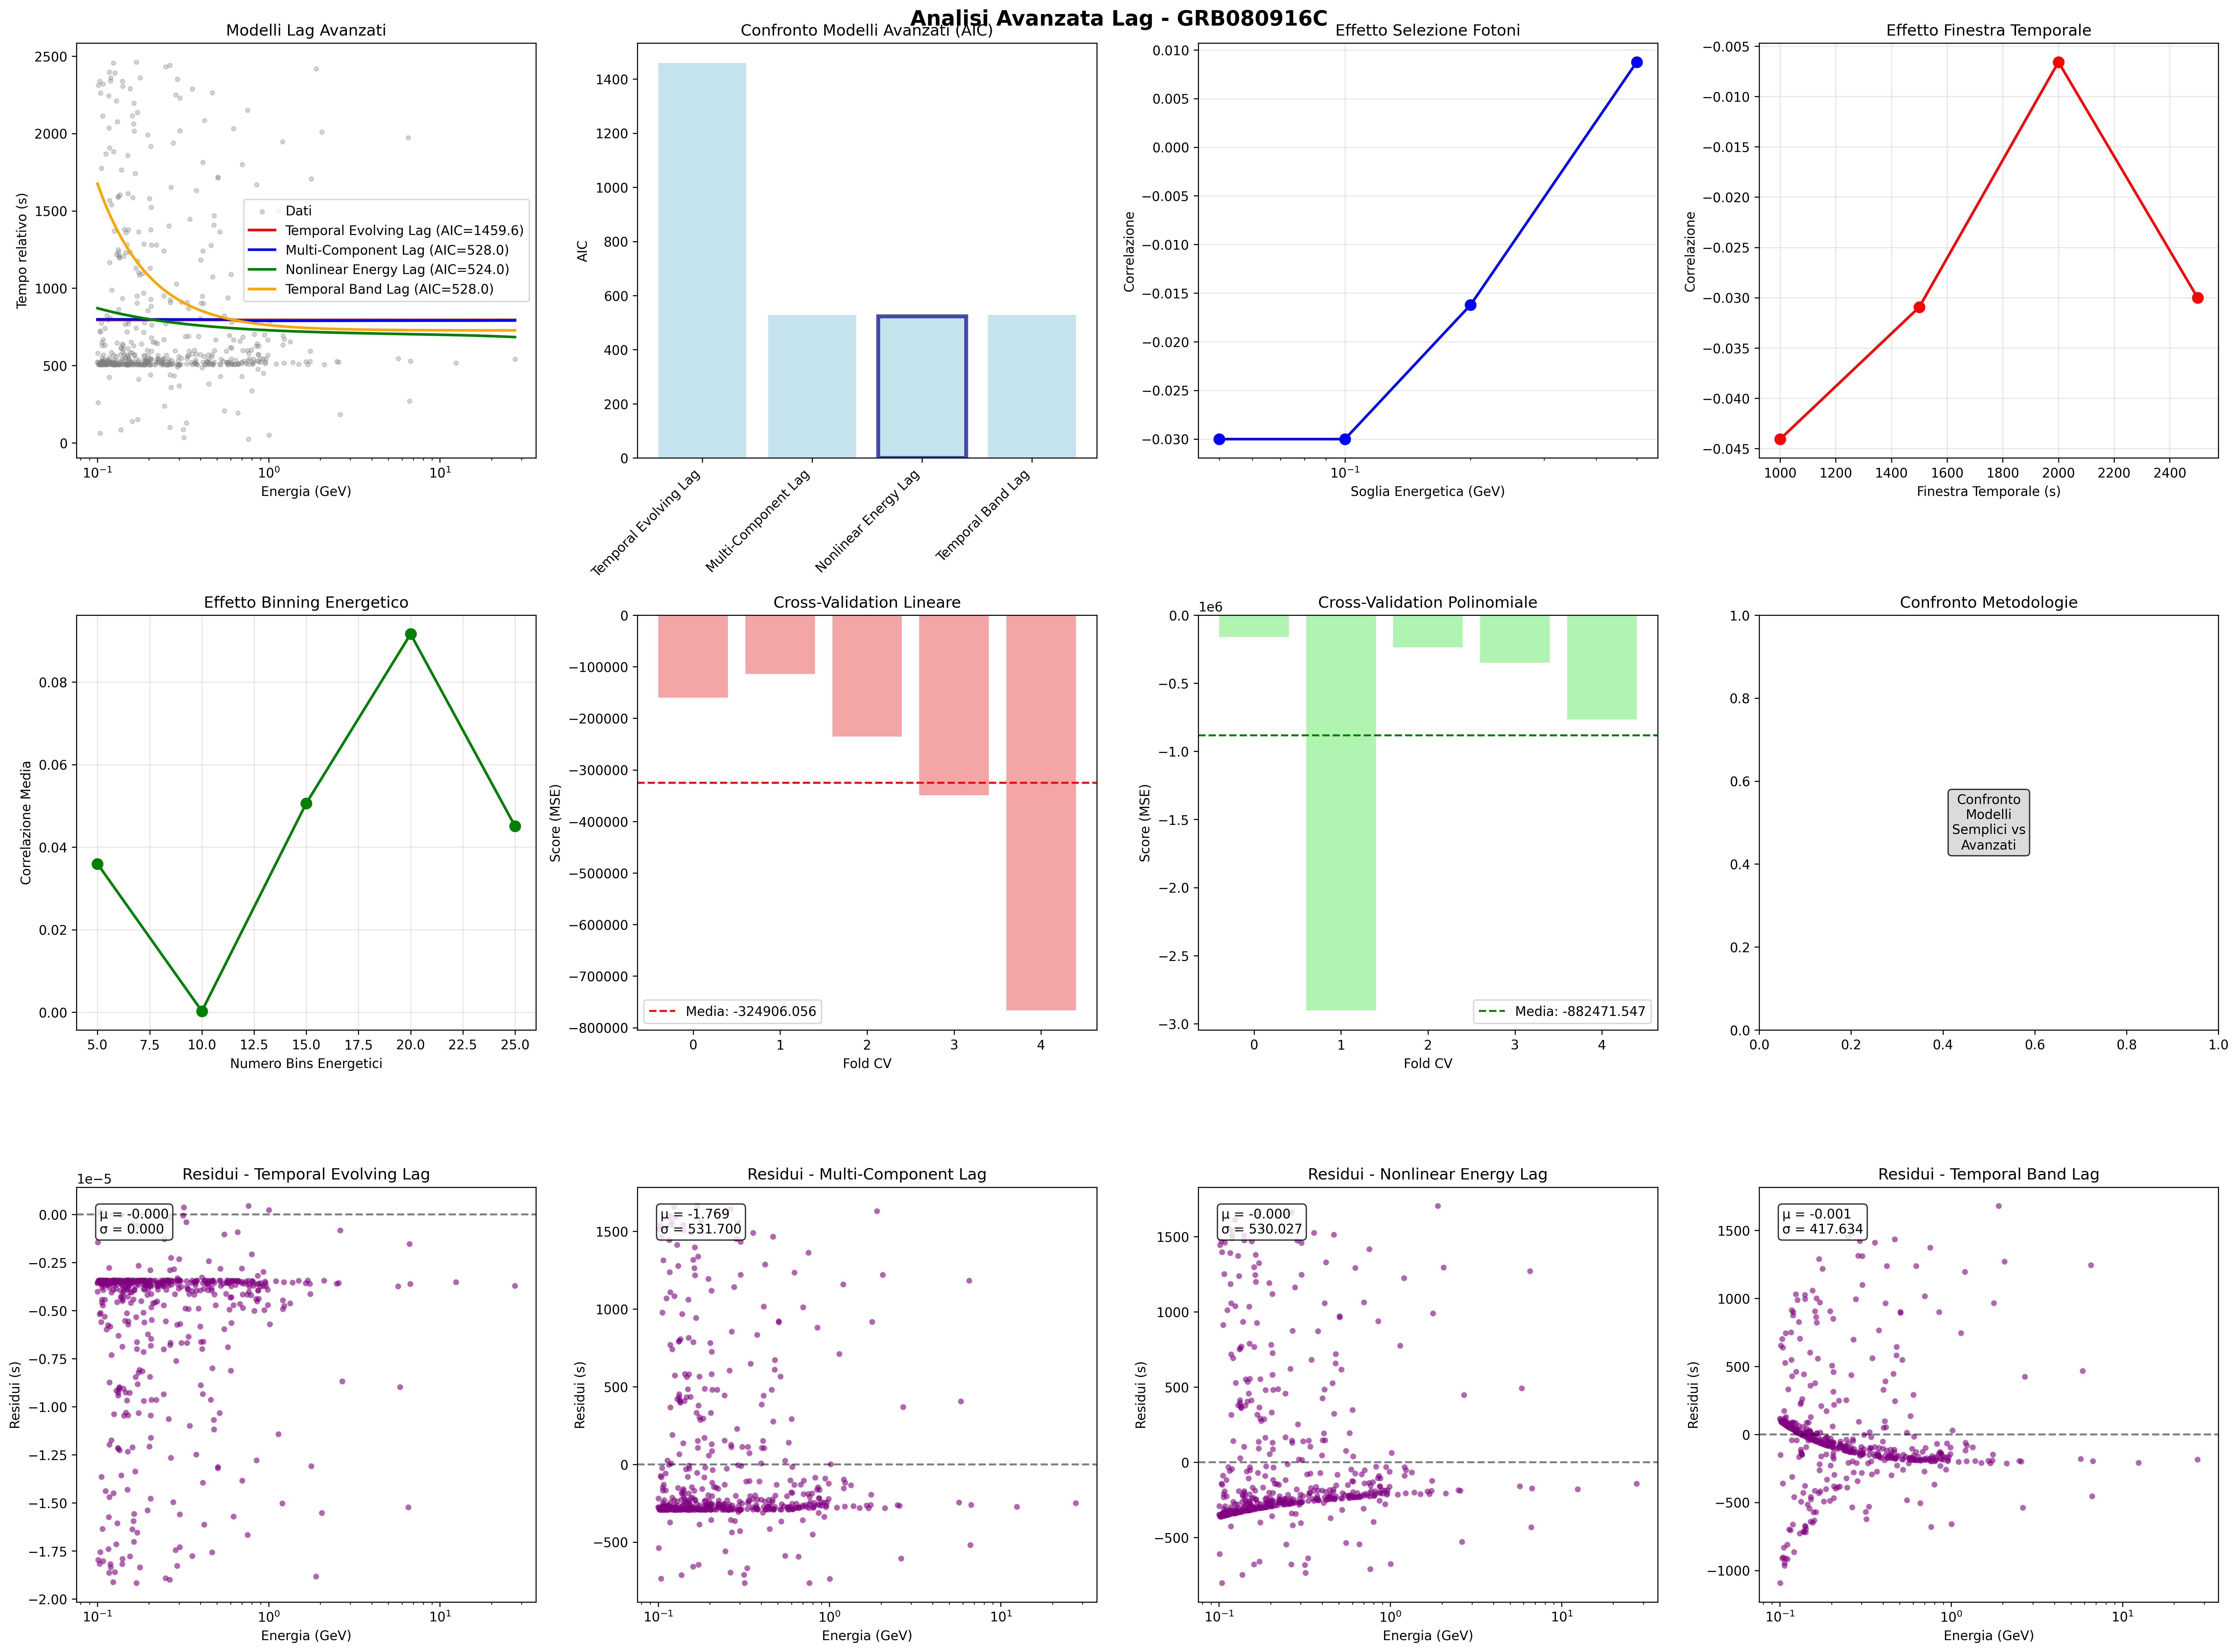 Analisi Avanzata Lag - GRB080916C
Modelli Lag Avanzati
Tempo relativo (s)
2500
2000
1500
1000
500
0
Dati
Temporal Evolving Lag (AIC=1459.6)
Multi-Component Lag (AIC=528.0)
Nonlinear Energy Lag (AIC=524.0)
Temporal Band Lag (AIC=528.0)
10⁻¹ 10⁰ 10¹
Energia (GeV)
Confronto Modelli Avanzati (AIC)
AIC
1400
1200
1000
800
600
400
200
0
Temporal Evolving Lag
Multi-Component Lag
Nonlinear Energy Lag
Temporal Band Lag
Effetto Selezione Fotoni
Correlazione
0.010
0.005
0.000
−0.005
−0.010
−0.015
−0.020
−0.025
−0.030
10⁻¹
Soglia Energetica (GeV)
Effetto Finestra Temporale
Correlazione
−0.005
−0.010
−0.015
−0.020
−0.025
−0.030
−0.035
−0.040
−0.045
1000 1200 1400 1600 1800 2000 2200 2400
Finestra Temporale (s)
Effetto Binning Energetico
Correlazione Media
0.08
0.06
0.04
0.02
0.00
5.0 7.5 10.0 12.5 15.0 17.5 20.0 22.5 25.0
Numero Bins Energetici
Cross-Validation Lineare
Score (MSE)
0
−100000
−200000
−300000
−400000
−500000
−600000
−700000
−800000
Media: -324906.056
0 1 2 3 4
Fold CV
Cross-Validation Polinomiale
1e6
Score (MSE)
0.0
−0.5
−1.0
−1.5
−2.0
−2.5
−3.0
Media: -882471.547
0 1 2 3 4
Fold CV
Confronto Metodologie
1.0
0.8
0.6
0.4
0.2
0.0
Confronto
Modelli
Semplici vs
Avanzati
0.0 0.2 0.4 0.6 0.8 1.0
Residui - Temporal Evolving Lag
1e−5
Residui (s)
0.00
−0.25
−0.50
−0.75
−1.00
−1.25
−1.50
−1.75
−2.00
μ = -0.000
σ = 0.000
10⁻¹ 10⁰ 10¹
Energia (GeV)
Residui - Multi-Component Lag
Residui (s)
1500
1000
500
0
−500
μ = -1.769
σ = 531.700
10⁻¹ 10⁰ 10¹
Energia (GeV)
Residui - Nonlinear Energy Lag
Residui (s)
1500
1000
500
0
−500
μ = -0.000
σ = 530.027
10⁻¹ 10⁰ 10¹
Energia (GeV)
Residui - Temporal Band Lag
Residui (s)
1500
1000
500
0
−500
−1000
μ = -0.001
σ = 417.634
10⁻¹ 10⁰ 10¹
Energia (GeV)